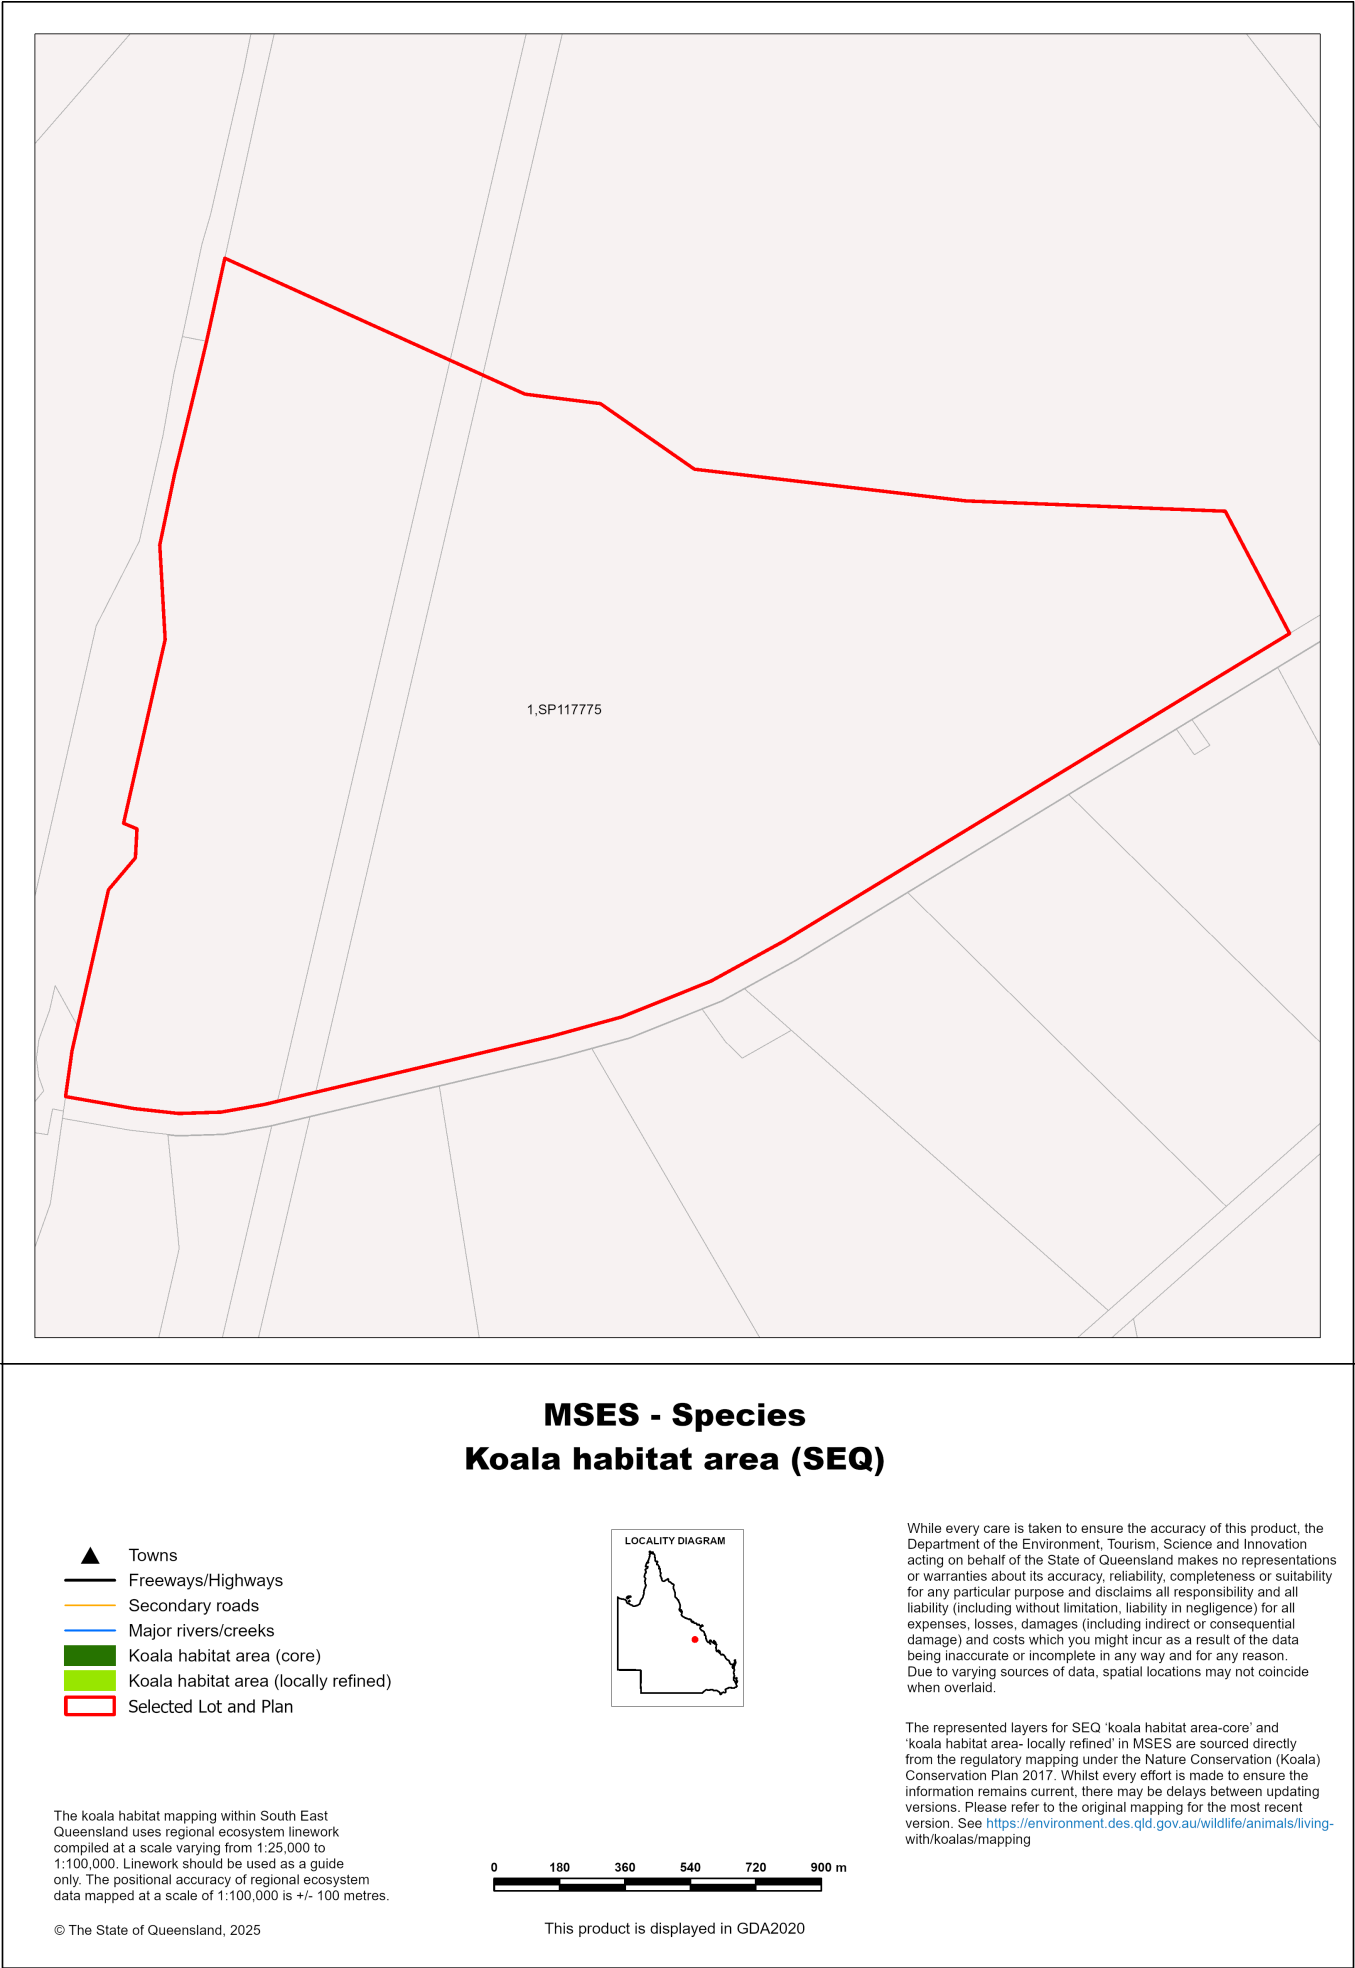 1,SP117775
MSES - Species
Koala habitat area (SEQ)
Towns
Freeways/Highways
Secondary roads
Major rivers/creeks
Koala habitat area (core)
Koala habitat area (locally refined)
Selected Lot and Plan
The koala habitat mapping within South East
Queensland uses regional ecosystem linework
compiled at a scale varying from 1:25,000 to
1:100,000. Linework should be used as a guide
only. The positional accuracy of regional ecosystem
data mapped at a scale of 1:100,000 is +/- 100 metres.
© The State of Queensland, 2025
LOCALITY DIAGRAM
0 180 360 540 720 900 m
This product is displayed in GDA2020
While every care is taken to ensure the accuracy of this product, the
Department of the Environment, Tourism, Science and Innovation
acting on behalf of the State of Queensland makes no representations
or warranties about its accuracy, reliability, completeness or suitability
for any particular purpose and disclaims all responsibility and all
liability (including without limitation, liability in negligence) for all
expenses, losses, damages (including indirect or consequential
damage) and costs which you might incur as a result of the data
being inaccurate or incomplete in any way and for any reason.
Due to varying sources of data, spatial locations may not coincide
when overlaid.
The represented layers for SEQ ‘koala habitat area-core’ and
‘koala habitat area- locally refined’ in MSES are sourced directly
from the regulatory mapping under the Nature Conservation (Koala)
Conservation Plan 2017. Whilst every effort is made to ensure the
information remains current, there may be delays between updating
versions. Please refer to the original mapping for the most recent
version. See https://environment.des.qld.gov.au/wildlife/animals/living-
with/koalas/mapping